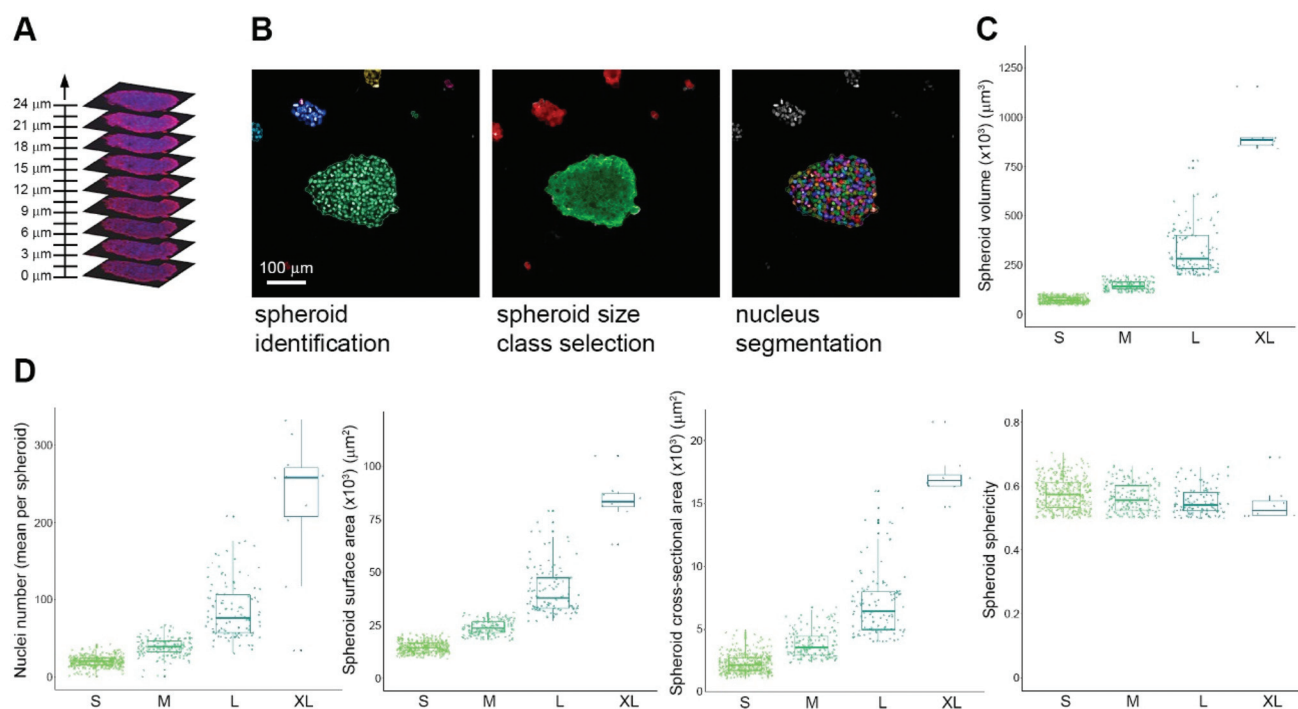 A
24 μm
21 μm
18 μm
15 μm
12 μm
9 μm
6 μm
3 μm
0 μm
B
100 μm
spheroid
identification
spheroid size
class selection
nucleus
segmentation
C
Spheroid volume (x10³) (μm³)
1250
1000
750
500
250
0
S M L XL
D
Nuclei number (mean per spheroid)
300
200
100
0
S M L XL
Spheroid surface area (x10³) (μm²)
100
75
50
25
0
S M L XL
Spheroid cross-sectional area (x10³) (μm²)
20
15
10
5
0
S M L XL
Spheroid sphericity
0.8
0.6
0.4
0.2
0
S M L XL